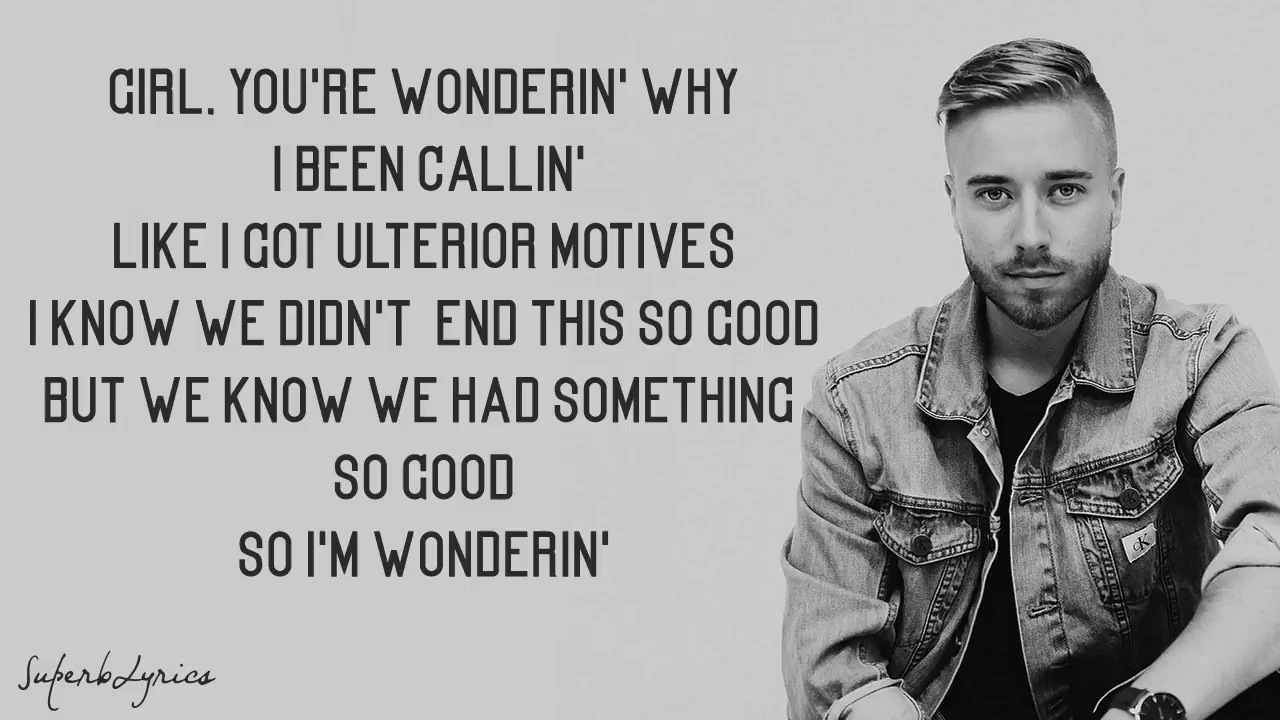 GIRL, YOU'RE WONDERIN' WHY
I BEEN CALLIN'
LIKE I GOT ULTERIOR MOTIVES
I KNOW WE DIDN'T END THIS SO GOOD
BUT WE KNOW WE HAD SOMETHING
SO GOOD
SO I'M WONDERIN'
CK
SuperbLyrics